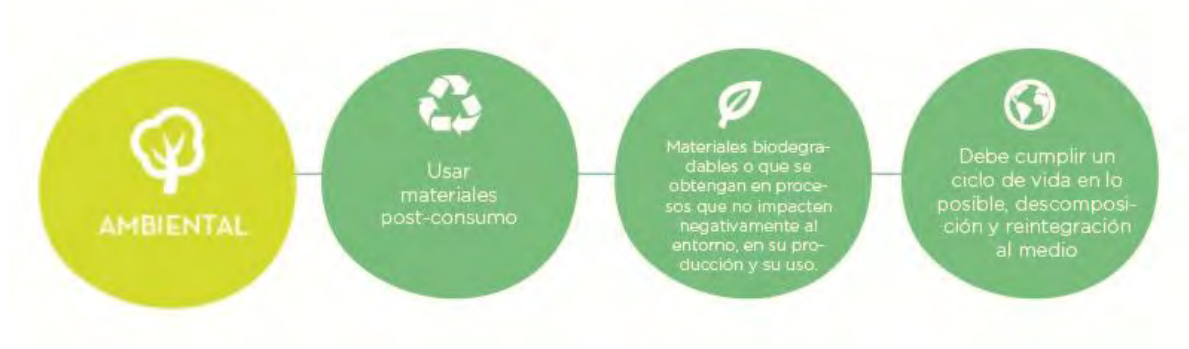 AMBIENTAL
Usar
materiales
post-consumo
Materiales biodegra-
dables o que se
obtengan en proce-
sos que no impacten
negativamente al
entorno, en su pro-
ducción y su uso.
Debe cumplir un
ciclo de vida en lo
posible, descomposi-
ción y reintegración
al medio